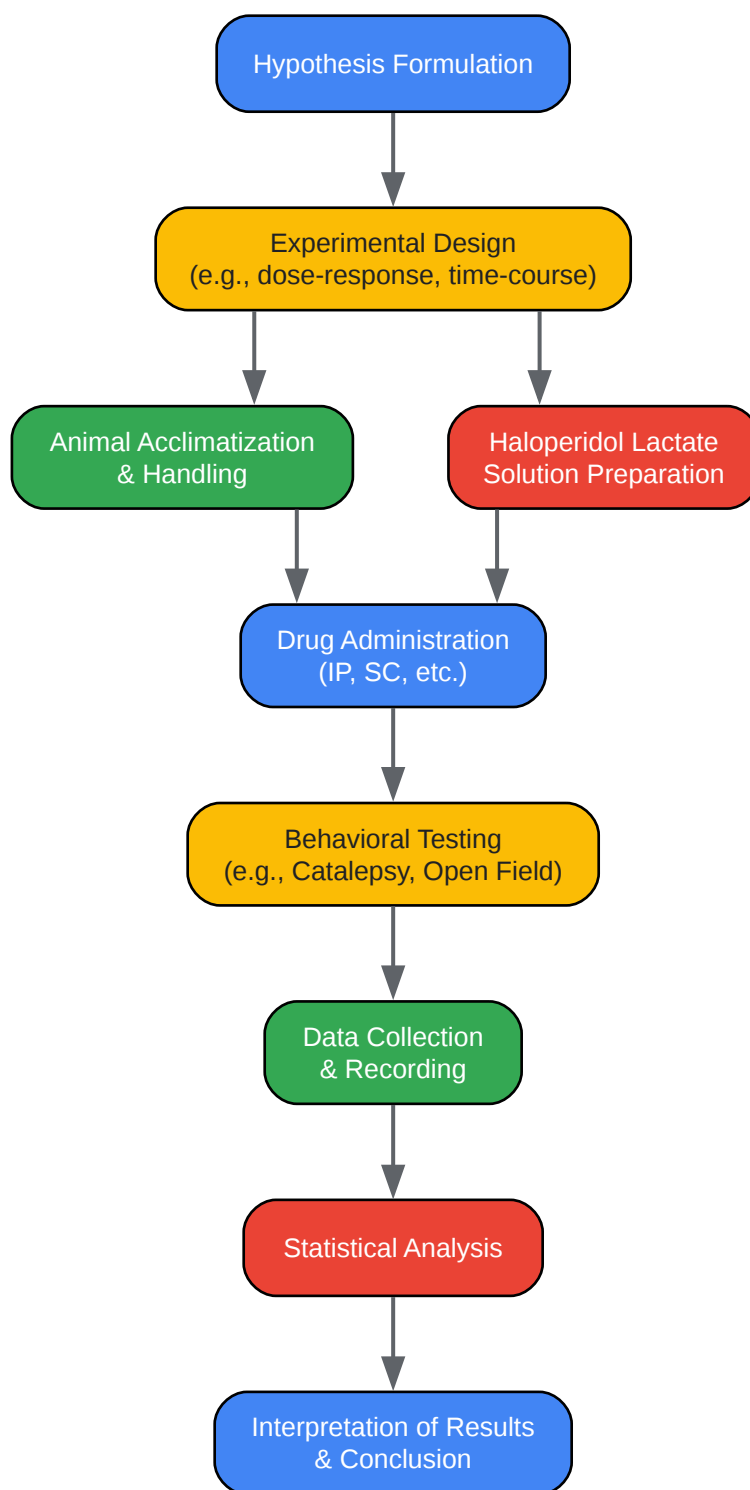 Hypothesis Formulation
Experimental Design
(e.g., dose-response, time-course)
Animal Acclimatization
& Handling
Haloperidol Lactate
Solution Preparation
Drug Administration
(IP, SC, etc.)
Behavioral Testing
(e.g., Catalepsy, Open Field)
Data Collection
& Recording
Statistical Analysis
Interpretation of Results
& Conclusion